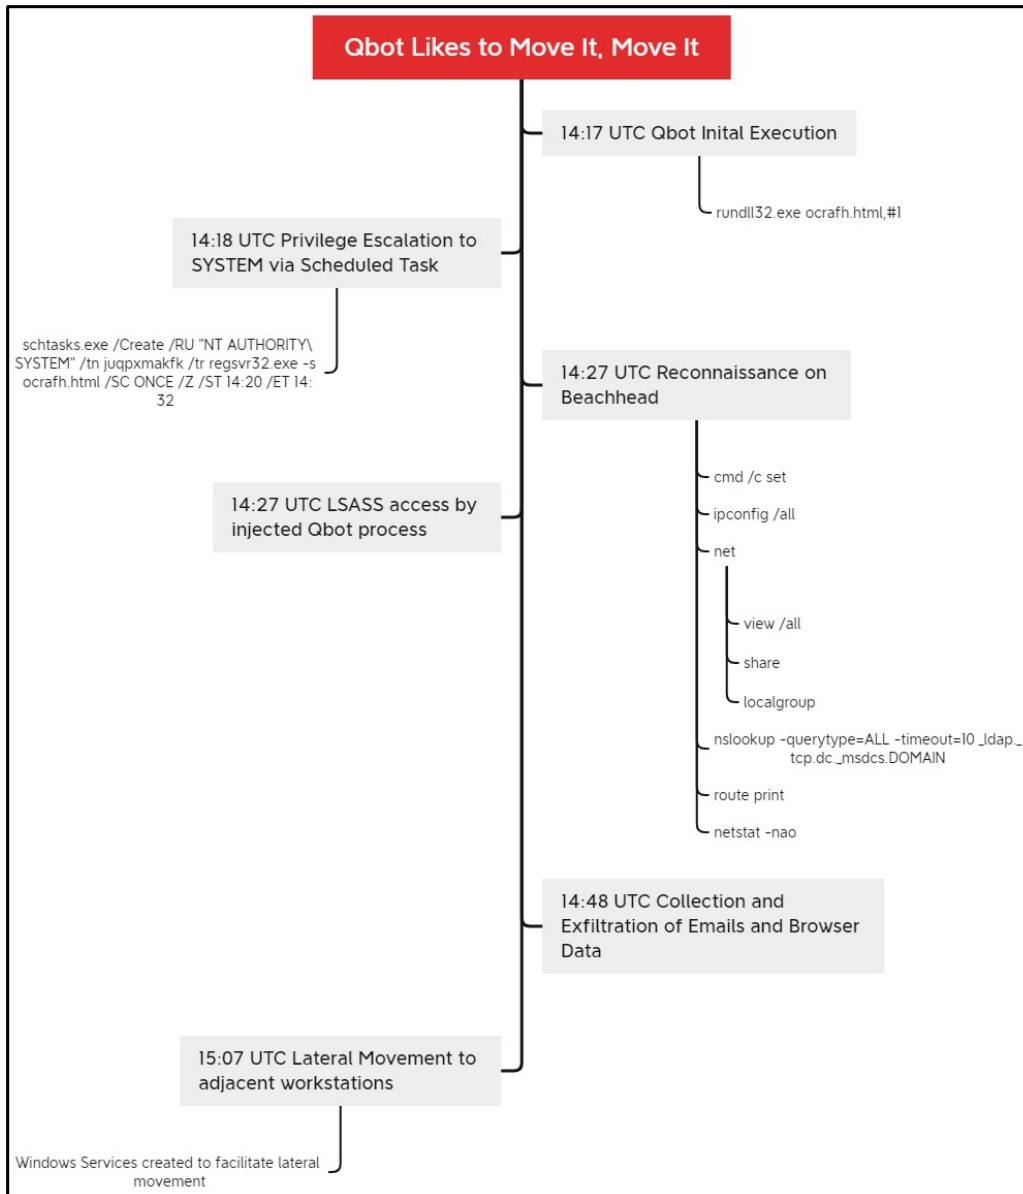 Qbot Likes to Move It, Move It
14:17 UTC Qbot Inital Execution
rundll32.exe ocrafh.html,#1
14:18 UTC Privilege Escalation to
SYSTEM via Scheduled Task
schtasks.exe /Create /RU "NT AUTHORITY\
SYSTEM" /tn juqpxmakfk /tr regsvr32.exe -s
ocrafh.html /SC ONCE /Z /ST 14:20 /ET 14:
32
14:27 UTC Reconnaissance on
Beachhead
cmd /c set
ipconfig /all
net
view /all
share
localgroup
nslookup -querytype=ALL -timeout=10 _ldap._
tcp.dc._msdcs.DOMAIN
route print
netstat -nao
14:27 UTC LSASS access by
injected Qbot process
14:48 UTC Collection and
Exfiltration of Emails and Browser
Data
15:07 UTC Lateral Movement to
adjacent workstations
Windows Services created to facilitate lateral
movement